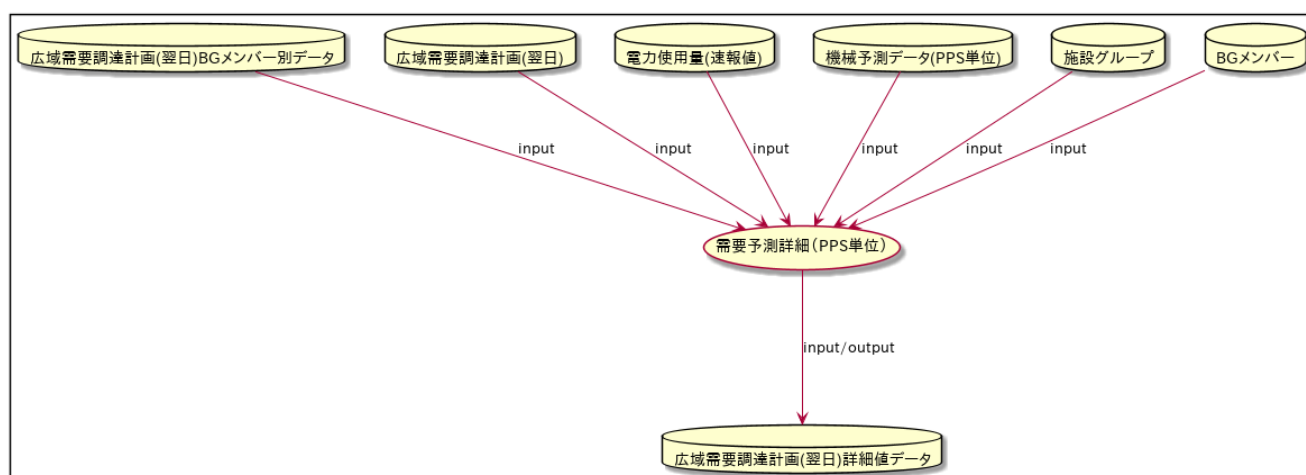 広域需要調達計画(翌日)BGメンバー別データ
広域需要調達計画(翌日)
電力使用量(速報値)
機械予測データ(PPS単位)
施設グループ
BGメンバー
input
input
input
input
input
input
需要予測詳細（PPS単位）
input/output
広域需要調達計画(翌日)詳細値データ